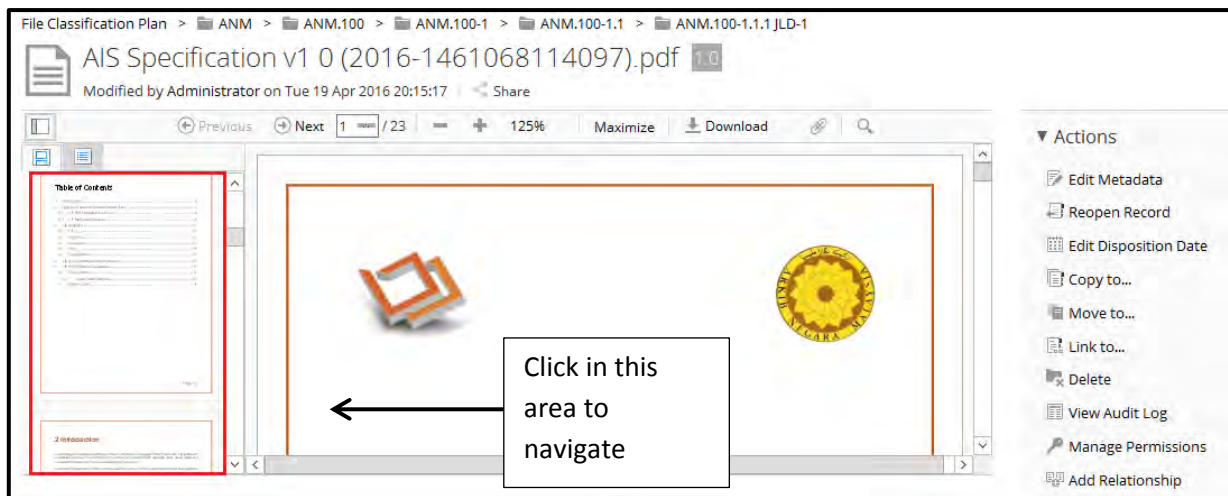 File Classification Plan > ANM > ANM.100 > ANM.100-1 > ANM.100-1.1 > ANM.100-1.1.1 JLD-1
AIS Specification v1 0 (2016-1461068114097).pdf 1.0
Modified by Administrator on Tue 19 Apr 2016 20:15:17 Share
Previous Next 1 / 23 125% Maximize Download
Table of Contents
2 Introduction
ARKIB NEGARA MALAYSIA
Click in this
area to
navigate
Actions
Edit Metadata
Reopen Record
Edit Disposition Date
Copy to...
Move to...
Link to...
Delete
View Audit Log
Manage Permissions
Add Relationship